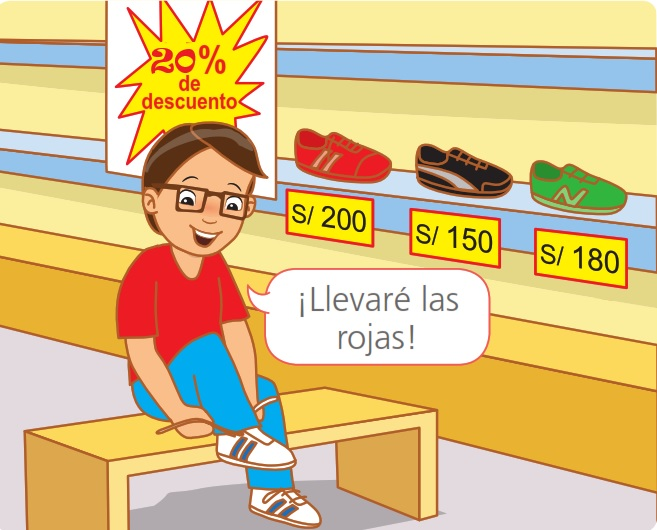 20%
de
descuento
S/ 200
S/ 150
S/ 180
¡Llevaré las
rojas!